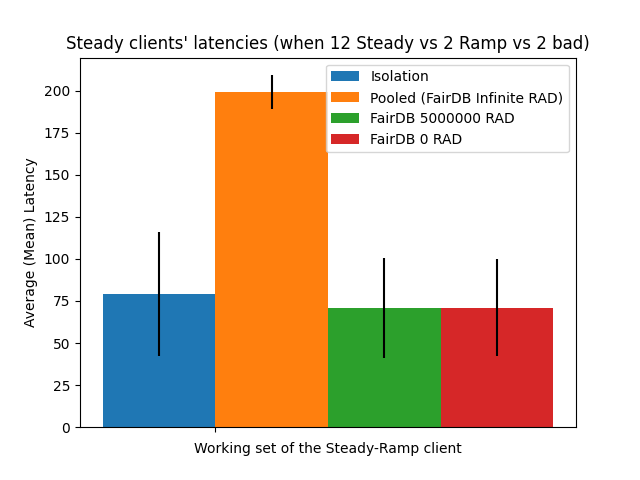 Steady clients' latencies (when 12 Steady vs 2 Ramp vs 2 bad)
Isolation
Pooled (FairDB Infinite RAD)
FairDB 5000000 RAD
FairDB 0 RAD
Average (Mean) Latency
200
175
150
125
100
75
50
25
0
Working set of the Steady-Ramp client